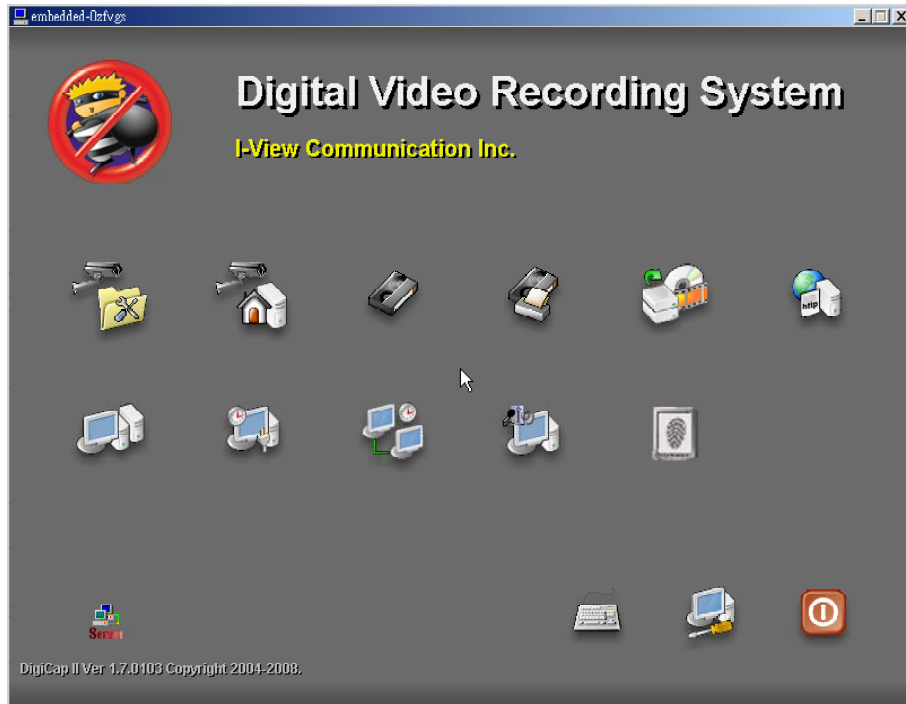 embedded-0zfvgs
Digital Video Recording System
I-View Communication Inc.
http
Server
DigiCap II Ver 1.7.0103 Copyright 2004-2008.